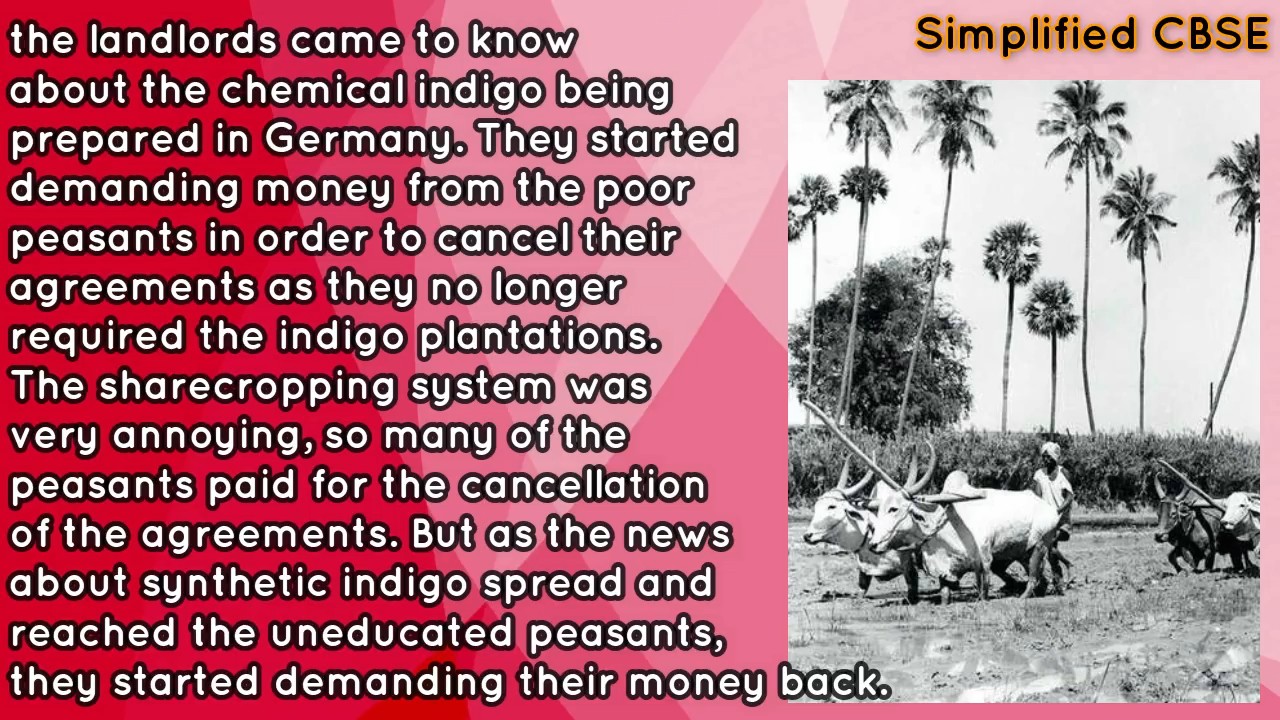 Simplified CBSE
the landlords came to know
about the chemical indigo being
prepared in Germany. They started
demanding money from the poor
peasants in order to cancel their
agreements as they no longer
required the indigo plantations.
The sharecropping system was
very annoying, so many of the
peasants paid for the cancellation
of the agreements. But as the news
about synthetic indigo spread and
reached the uneducated peasants,
they started demanding their money back.